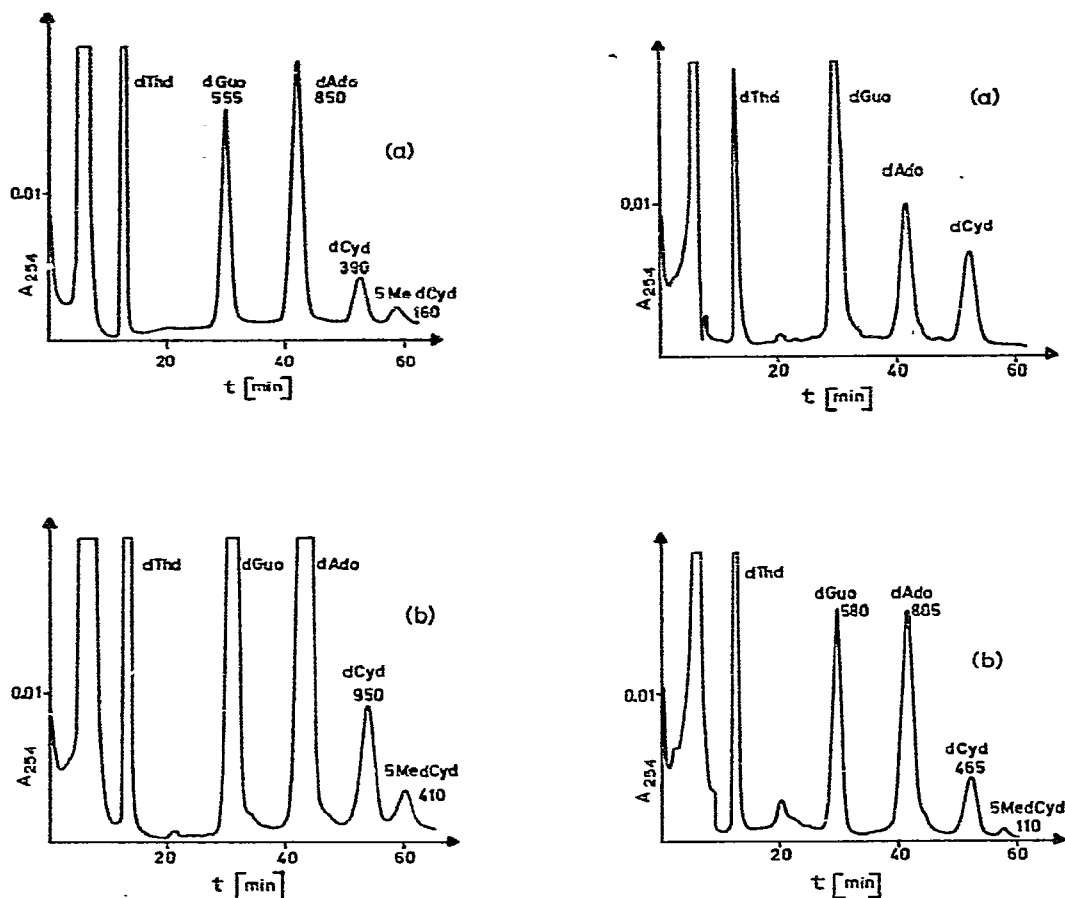 dThd
dGuo
555
dAdo
850
(a)
0.01
dCyd
390
5MedCyd
160
A254
20
40
60
t [min]
dThd
dGuo
(a)
dAdo
0.01
dCyd
A254
20
40
60
t [min]
dThd
dGuo
dAdo
(b)
dCyd
950
0.01
5MedCyd
410
A254
20
40
60
t [min]
dThd
dGuo
580
dAdo
805
(b)
0.01
dCyd
465
5MedCyd
110
A254
20
40
60
t [min]